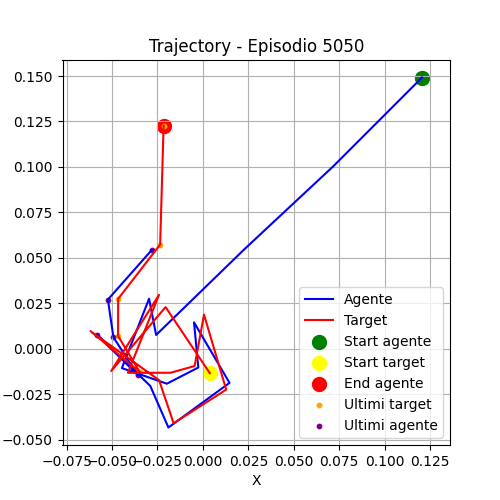 Trajectory - Episodio 5050
0.150
0.125
0.100
0.075
0.050
0.025
0.000
−0.025
−0.050
Agente
Target
Start agente
Start target
End agente
Ultimi target
Ultimi agente
−0.075 −0.050 −0.025 0.000 0.025 0.050 0.075 0.100 0.125
X